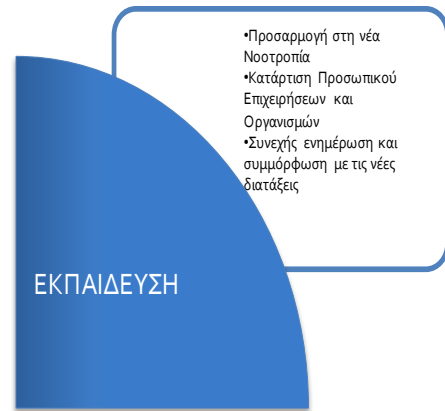 •Προσαρμογή στη νέα
Νοοτροπία
•Κατάρτιση Προσωπικού
Επιχειρήσεων και
Οργανισμών
•Συνεχής ενημέρωση και
συμμόρφωση με τις νέες
διατάξεις
ΕΚΠΑΙΔΕΥΣΗ